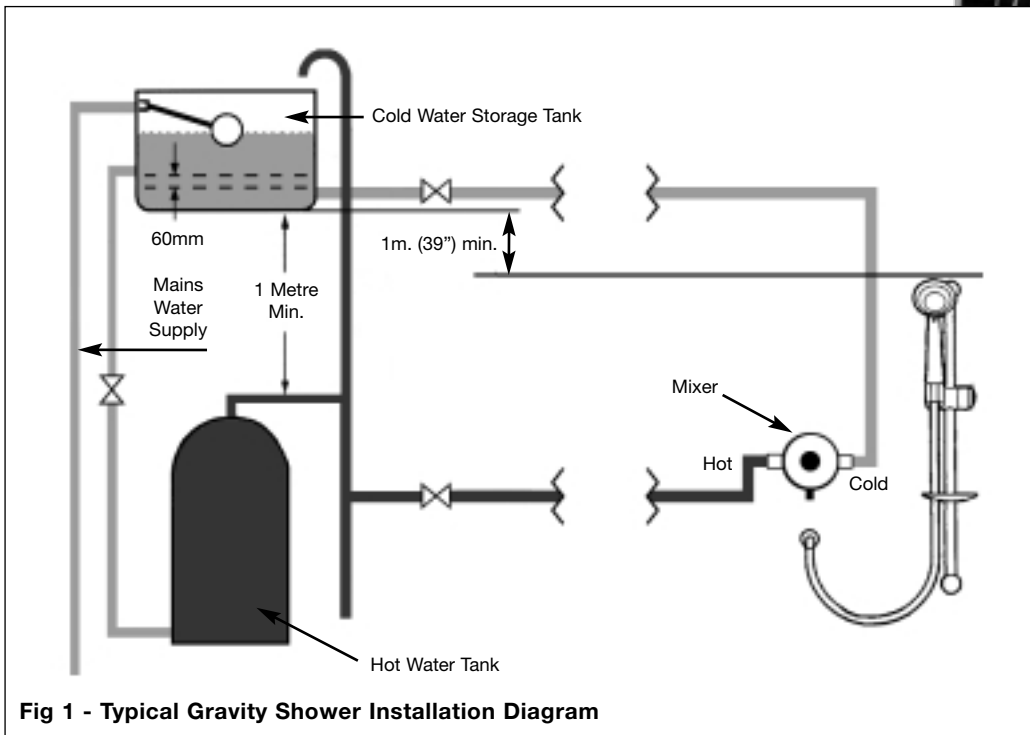 Cold Water Storage Tank
60mm
1m. (39”) min.
Mains
Water
Supply
1 Metre
Min.
Mixer
Hot
Cold
Hot Water Tank
Fig 1 - Typical Gravity Shower Installation Diagram